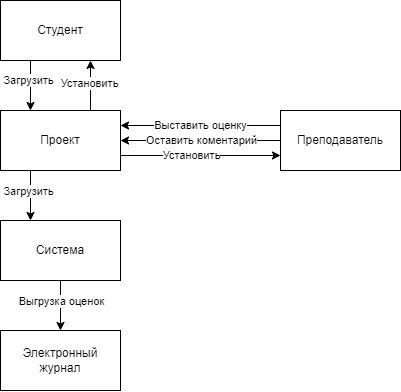 Студент
Загрузить
Установить
Выставить оценку
Проект
Оставить коментарий
Преподаватель
Установить
Загрузить
Система
Выгрузка оценок
Электронный
журнал